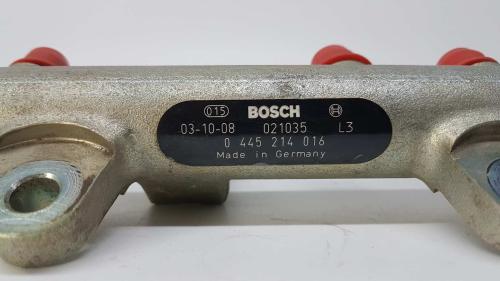 015 BOSCH
03-10-08 021035 L3
0 445 214 016
Made in Germany